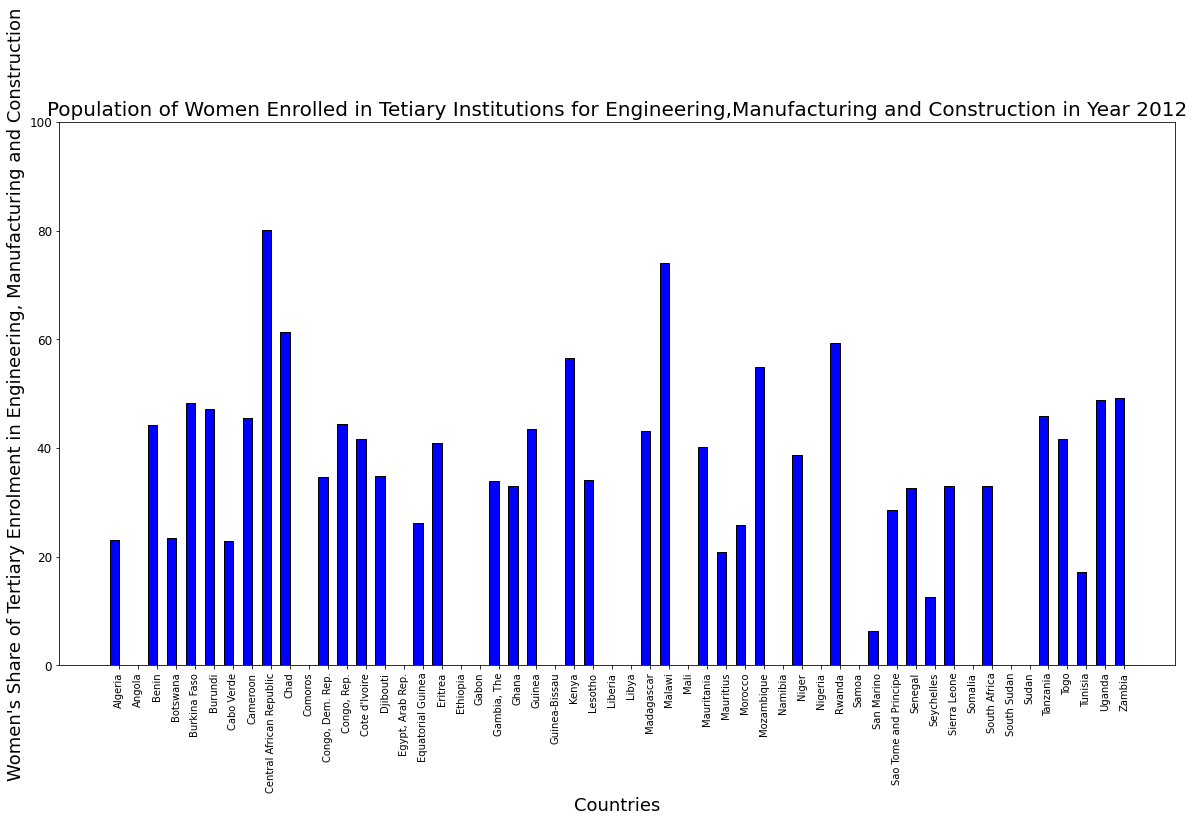 Population of Women Enrolled in Tetiary Institutions for Engineering,Manufacturing and Construction in Year 2012
Women's Share of Tertiary Enrolment in Engineering, Manufacturing and Construction
100
80
60
40
20
0
Algeria
Angola
Benin
Botswana
Burkina Faso
Burundi
Cabo Verde
Cameroon
Central African Republic
Chad
Comoros
Congo, Dem. Rep.
Congo, Rep.
Cote d'Ivoire
Djibouti
Egypt, Arab Rep.
Equatorial Guinea
Eritrea
Ethiopia
Gabon
Gambia, The
Ghana
Guinea
Guinea-Bissau
Kenya
Lesotho
Liberia
Libya
Madagascar
Malawi
Mali
Mauritania
Mauritius
Morocco
Mozambique
Namibia
Niger
Nigeria
Rwanda
Samoa
San Marino
Sao Tome and Principe
Senegal
Seychelles
Sierra Leone
Somalia
South Africa
South Sudan
Sudan
Tanzania
Togo
Tunisia
Uganda
Zambia
Countries